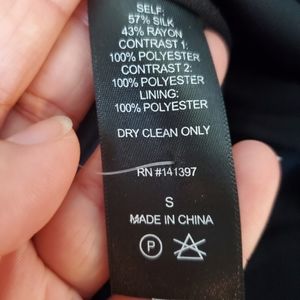 SELF:
57% SILK
43% RAYON
CONTRAST 1:
100% POLYESTER
CONTRAST 2:
100% POLYESTER
LINING:
100% POLYESTER
DRY CLEAN ONLY
RN #141397
S
MADE IN CHINA
P